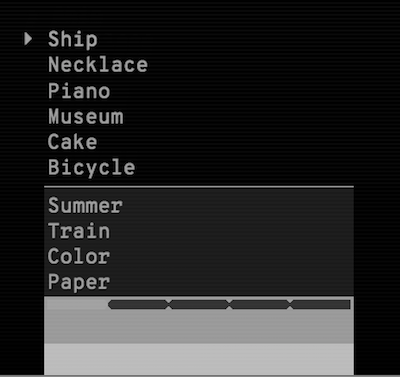 Ship
Necklace
Piano
Museum
Cake
Bicycle
Summer
Train
Color
Paper